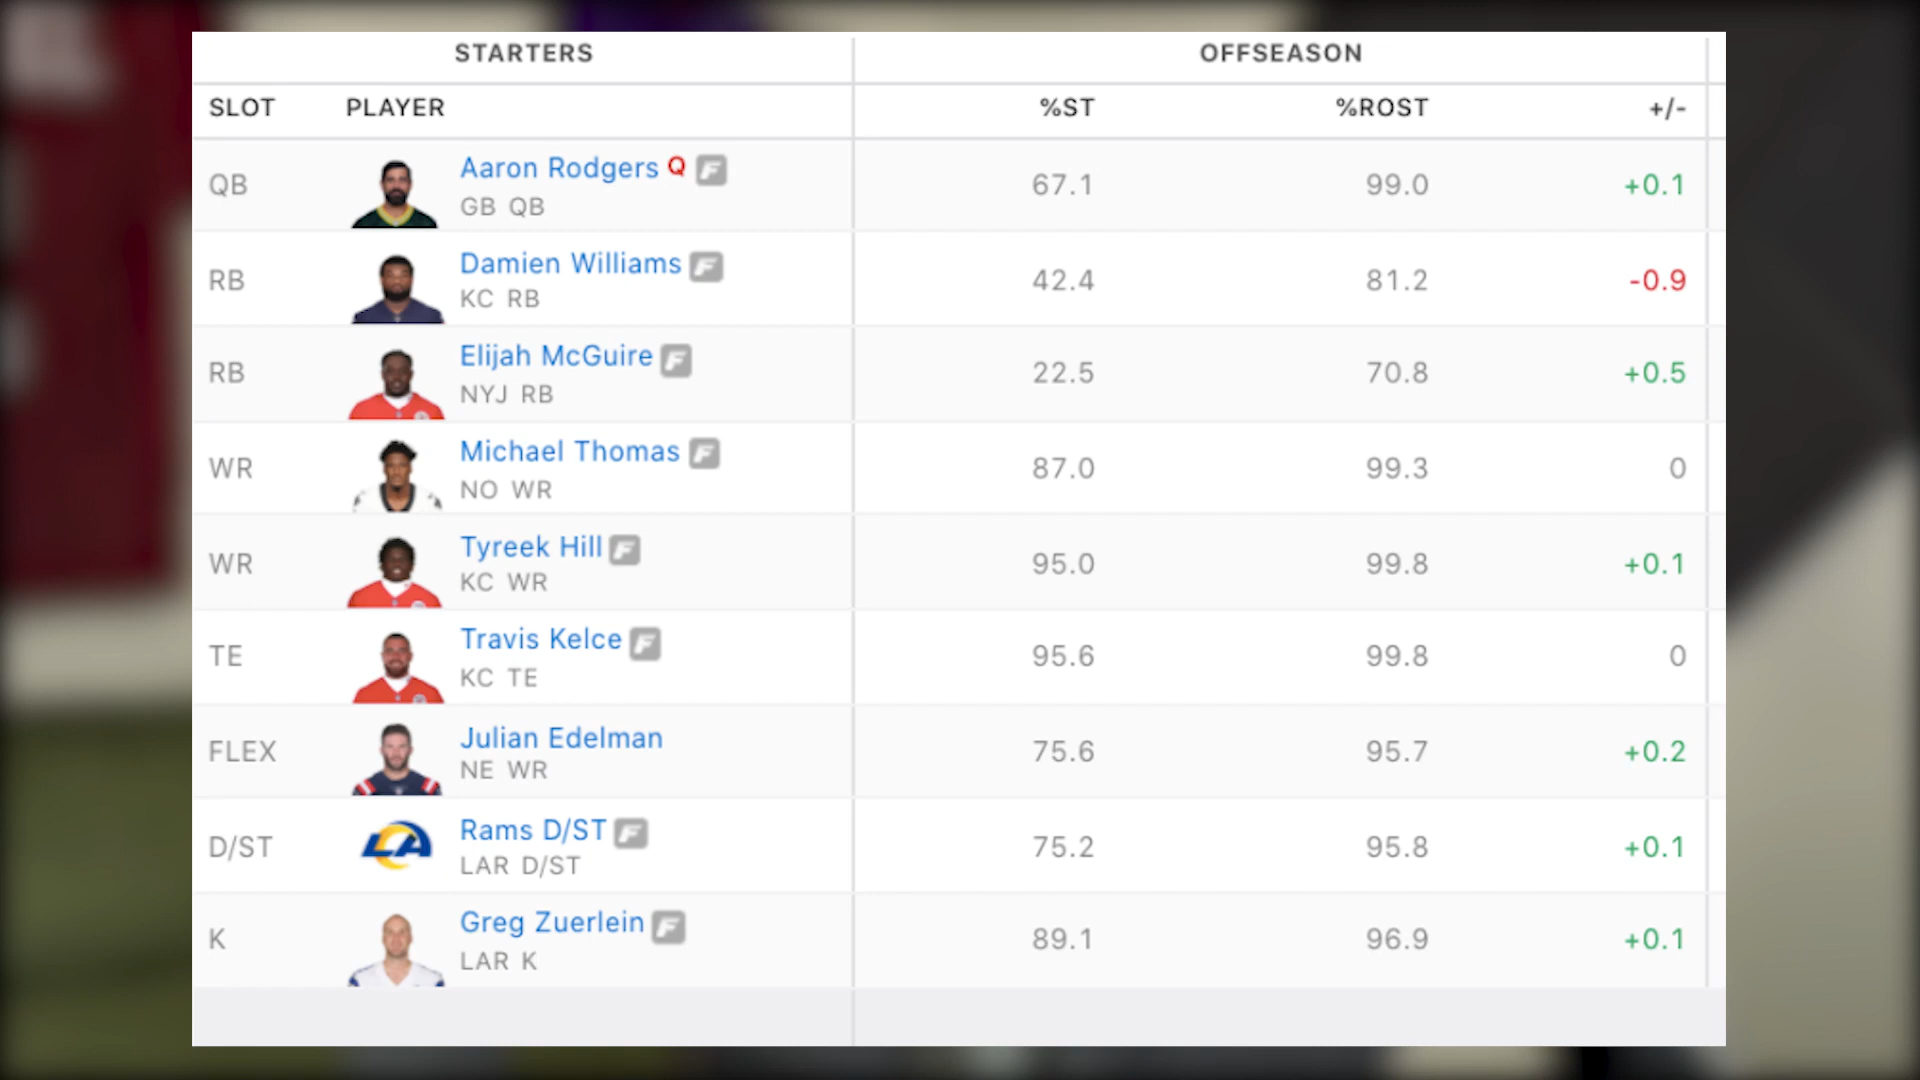 STARTERS OFFSEASON
SLOT PLAYER %ST %ROST +/-
QB Aaron Rodgers Q F 67.1 99.0 +0.1
GB QB
RB Damien Williams F 42.4 81.2 -0.9
KC RB
RB Elijah McGuire F 22.5 70.8 +0.5
NYJ RB
WR Michael Thomas F 87.0 99.3 0
NO WR
WR Tyreek Hill F 95.0 99.8 +0.1
KC WR
TE Travis Kelce F 95.6 99.8 0
KC TE
FLEX Julian Edelman 75.6 95.7 +0.2
NE WR
D/ST LA Rams D/ST F 75.2 95.8 +0.1
LAR D/ST
K Greg Zuerlein F 89.1 96.9 +0.1
LAR K